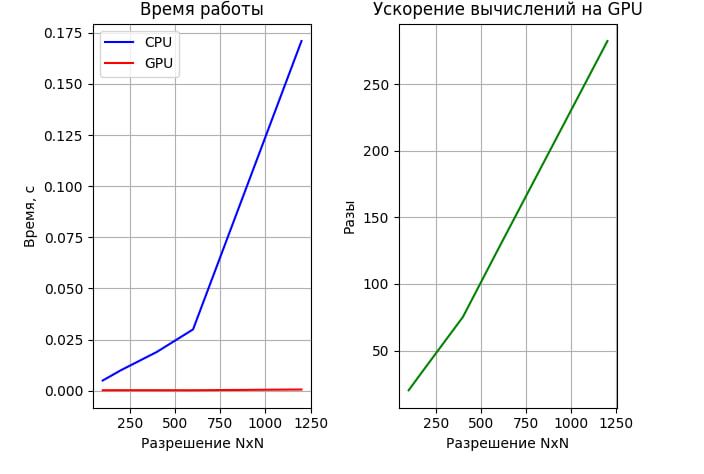 Время работы
CPU
GPU
0.175
0.150
0.125
0.100
0.075
0.050
0.025
0.000
Время, с
250
500
750
1000
1250
Разрешение NxN
Ускорение вычислений на GPU
250
200
150
100
50
Разы
250
500
750
1000
1250
Разрешение NxN